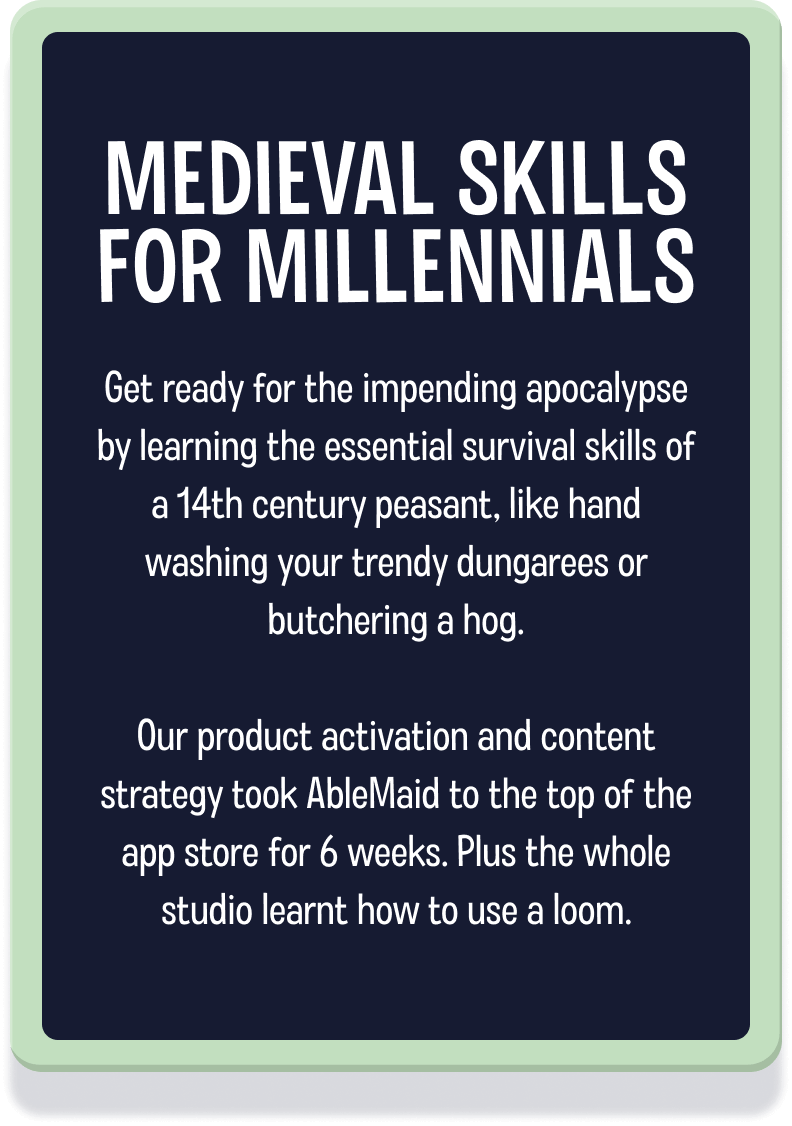 MEDIEVAL SKILLS
FOR MILLENNIALS
Get ready for the impending apocalypse
by learning the essential survival skills of
a 14th century peasant, like hand
washing your trendy dungarees or
butchering a hog.
Our product activation and content
strategy took AbleMaid to the top of the
app store for 6 weeks. Plus the whole
studio learnt how to use a loom.